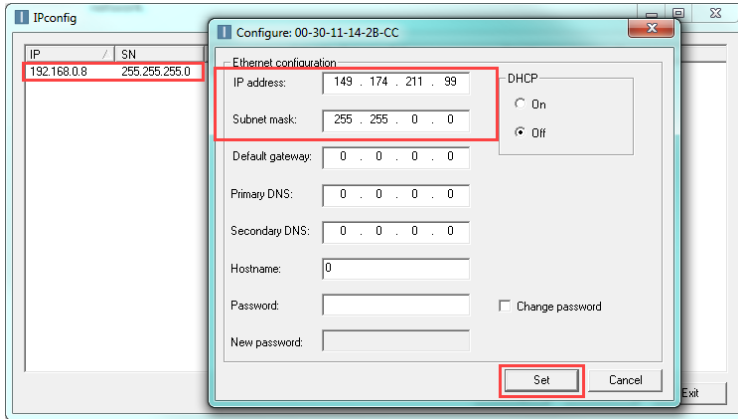 IPconfig
IP / SN
192.168.0.8 255.255.255.0
Configure: 00-30-11-14-2B-CC
Ethernet configuration
IP address: 149 . 174 . 211 . 99
Subnet mask: 255 . 255 . 0 . 0
Default gateway: 0 . 0 . 0 . 0
Primary DNS: 0 . 0 . 0 . 0
Secondary DNS: 0 . 0 . 0 . 0
Hostname: 0
Password:
New password:
DHCP
On
Off
Change password
Set Cancel
Exit